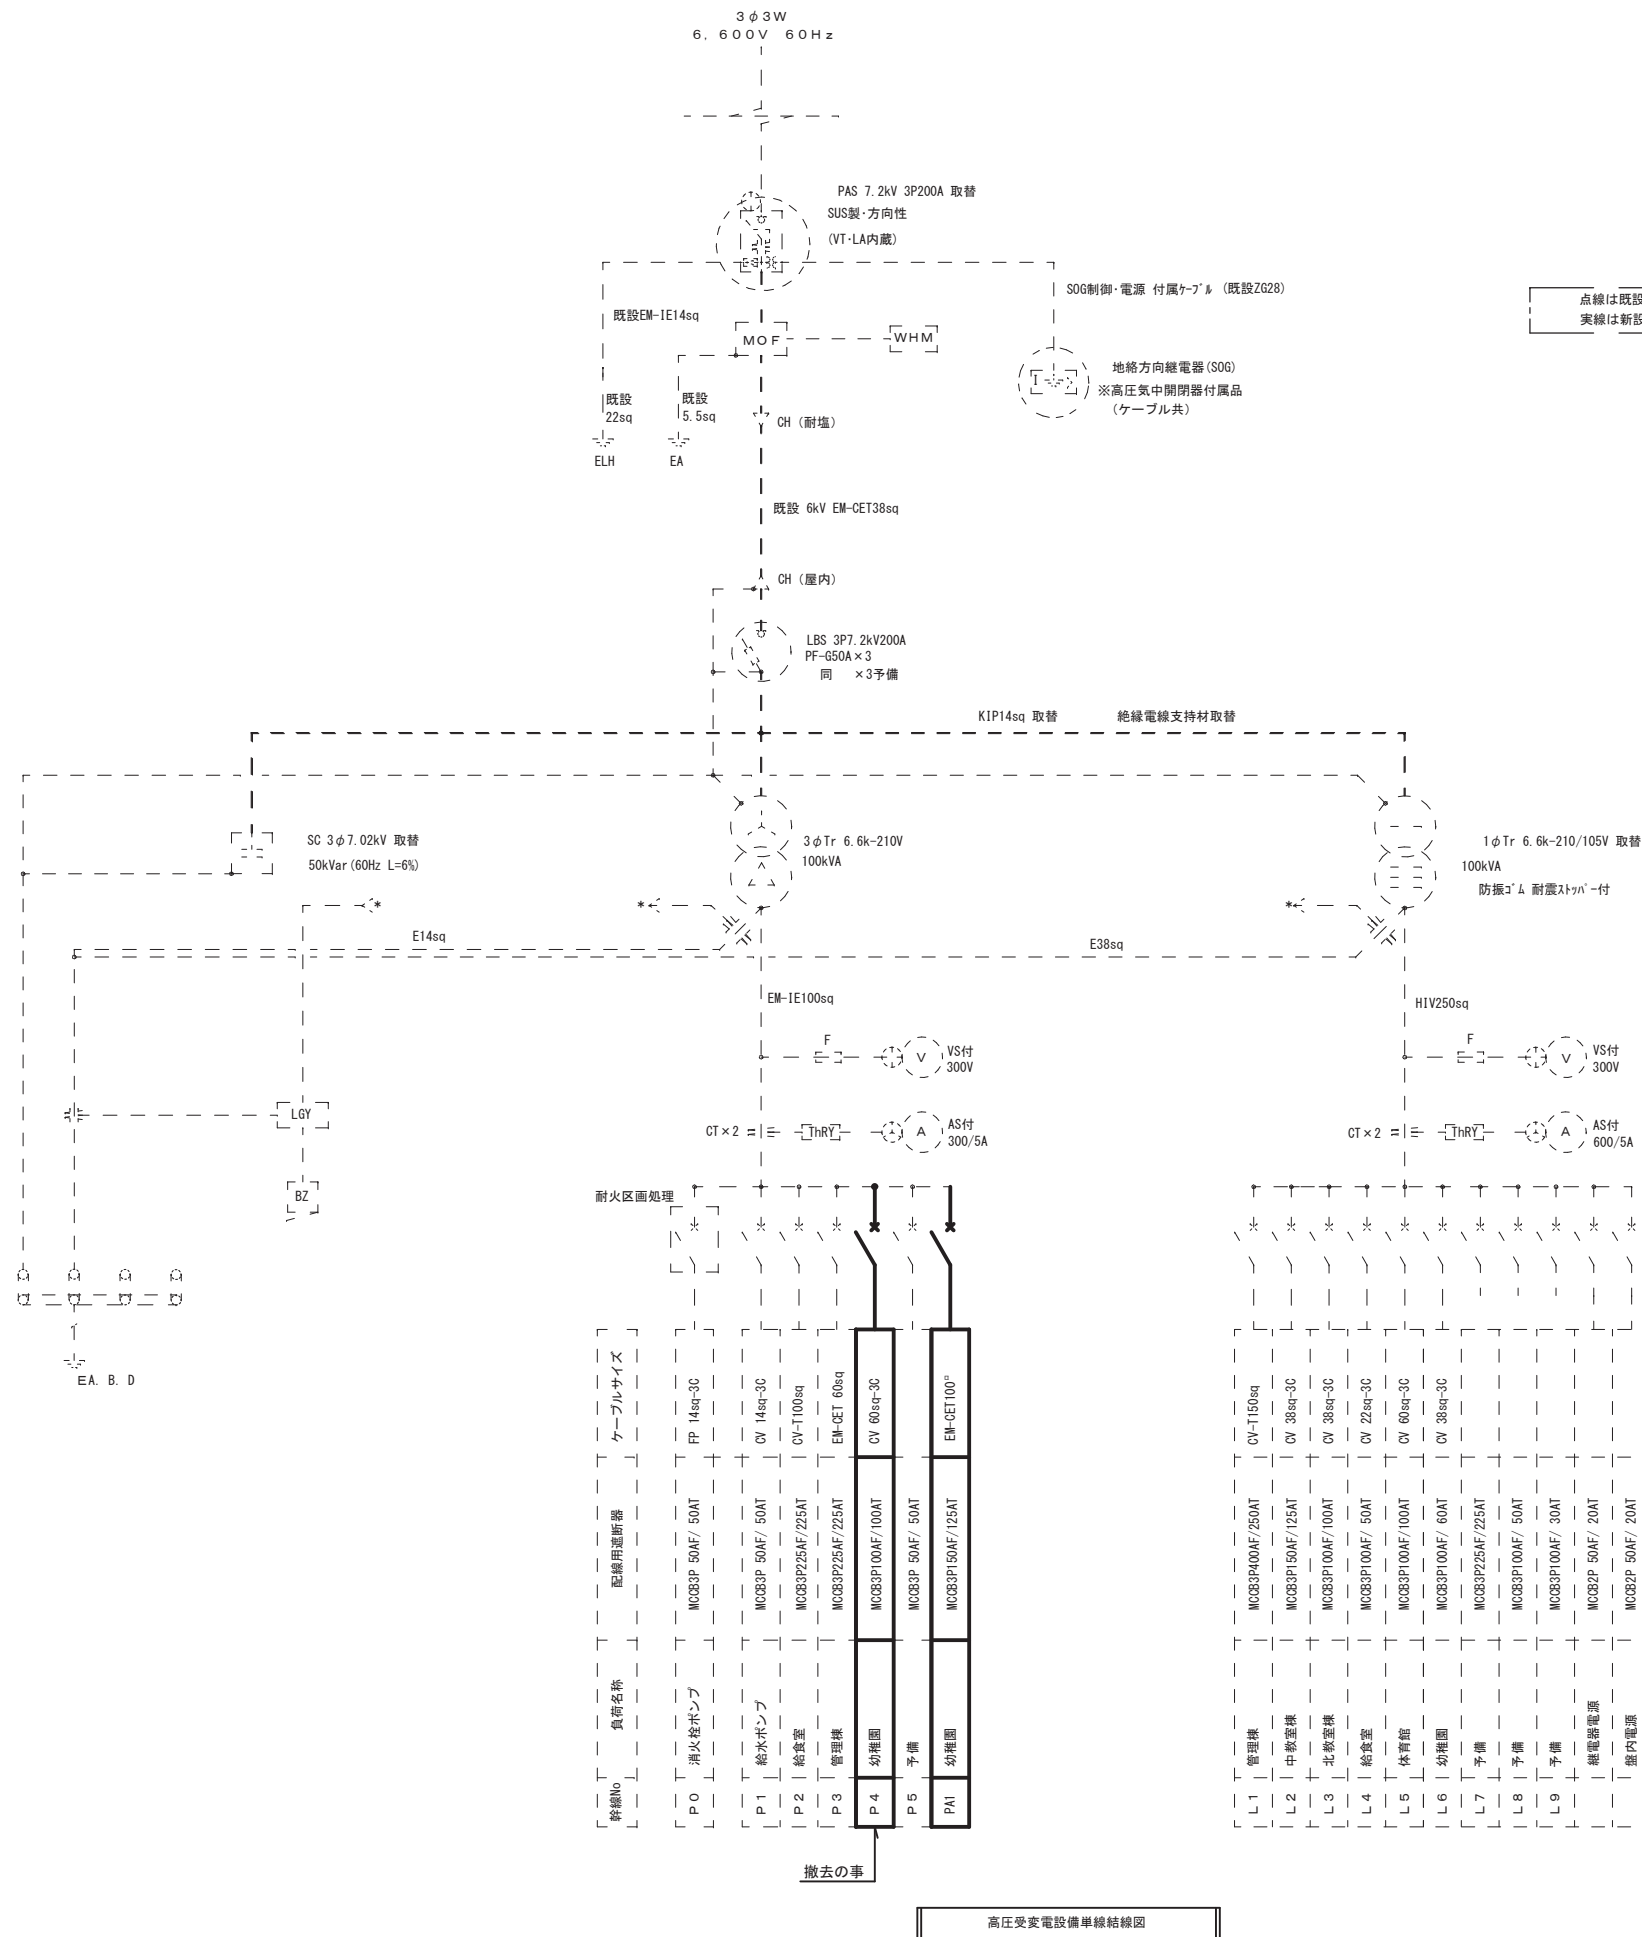 3φ3W
6,600V 60Hz
PAS 7.2kV 3P200A 取替
SUS製・方向性
(VT・LA内蔵)
SOG制御・電源 付属ケーブル (既設ZG28)
点線は既設
実線は新設
既設EM-IE14sq
MOF
WHM
地絡方向継電器(SOG)
※高圧気中開閉器付属品
(ケーブル共)
I
既設
22sq
既設
5.5sq
CH (耐塩)
ELH
EA
既設 6kV EM-CET38sq
CH (屋内)
LBS 3P7.2kV200A
PF-G50A×3
同 ×3予備
KIP14sq 取替 絶縁電線支持材取替
SC 3φ7.02kV 取替
50kVar(60Hz L=6%)
3φTr 6.6k-210V
100kVA
1φTr 6.6k-210/105V 取替
100kVA
防振ゴム 耐震ストッパー付
*
*
*
E14sq
E38sq
EM-IE100sq
HIV250sq
F
V
VS付
300V
F
V
VS付
300V
LGY
CT×2
ThRY
A
AS付
300/5A
CT×2
ThRY
A
AS付
600/5A
BZ
耐火区画処理
EA. B. D
ケーブルサイズ
FP 14sq-3C
CV 14sq-3C
CV-T100sq
EM-CET 60sq
CV 60sq-3C
EM-CET100□
CV-T150sq
CV 38sq-3C
CV 38sq-3C
CV 22sq-3C
CV 60sq-3C
CV 38sq-3C
配線用遮断器
MCCB3P 50AF/ 50AT
MCCB3P 50AF/ 50AT
MCCB3P225AF/225AT
MCCB3P225AF/225AT
MCCB3P100AF/100AT
MCCB3P 50AF/ 50AT
MCCB3P150AF/125AT
MCCB3P400AF/250AT
MCCB3P150AF/125AT
MCCB3P100AF/100AT
MCCB3P100AF/ 50AT
MCCB3P100AF/100AT
MCCB3P100AF/ 60AT
MCCB3P225AF/225AT
MCCB3P100AF/ 50AT
MCCB3P100AF/ 30AT
MCCB2P 50AF/ 20AT
MCCB2P 50AF/ 20AT
負荷名称
消火栓ポンプ
給水ポンプ
給食室
管理棟
幼稚園
予備
幼稚園
管理棟
中教室棟
北教室棟
給食室
体育館
幼稚園
予備
予備
予備
継電器電源
盤内電源
幹線No
P0
P1
P2
P3
P4
P5
PA1
L1
L2
L3
L4
L5
L6
L7
L8
L9
撤去の事
高圧受変電設備単線結線図